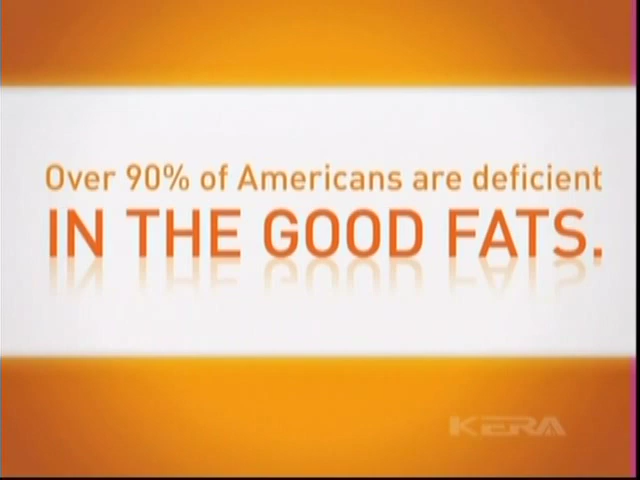 Over 90% of Americans are deficient
IN THE GOOD FATS.
KERA